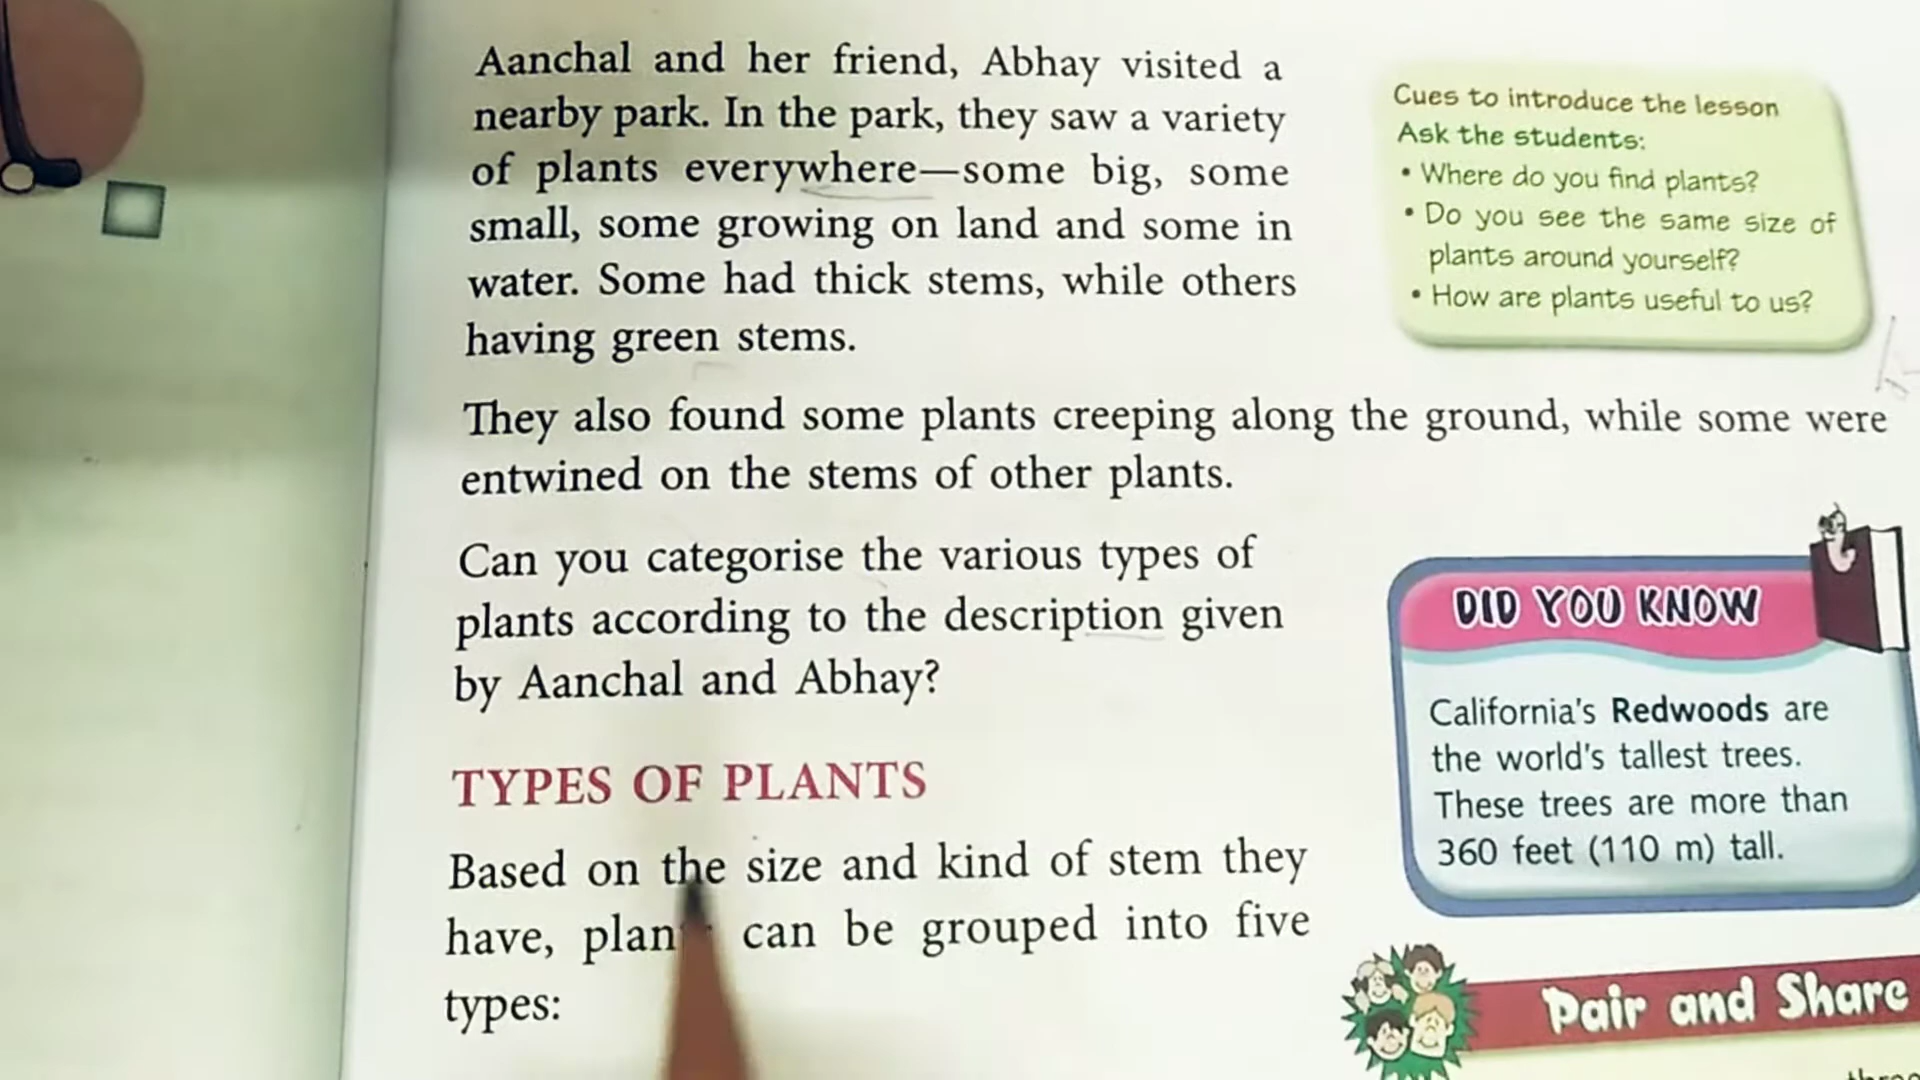 Aanchal and her friend, Abhay visited a
nearby park. In the park, they saw a variety
of plants everywhere—some big, some
small, some growing on land and some in
water. Some had thick stems, while others
having green stems.
They also found some plants creeping along the ground, while some were
entwined on the stems of other plants.
Can you categorise the various types of
plants according to the description given
by Aanchal and Abhay?
TYPES OF PLANTS
Based on the size and kind of stem they
have, plan can be grouped into five
types:
Cues to introduce the lesson
Ask the students:
• Where do you find plants?
• Do you see the same size of
plants around yourself?
• How are plants useful to us?
DID YOU KNOW
California's Redwoods are
the world's tallest trees.
These trees are more than
360 feet (110 m) tall.
Pair and Share